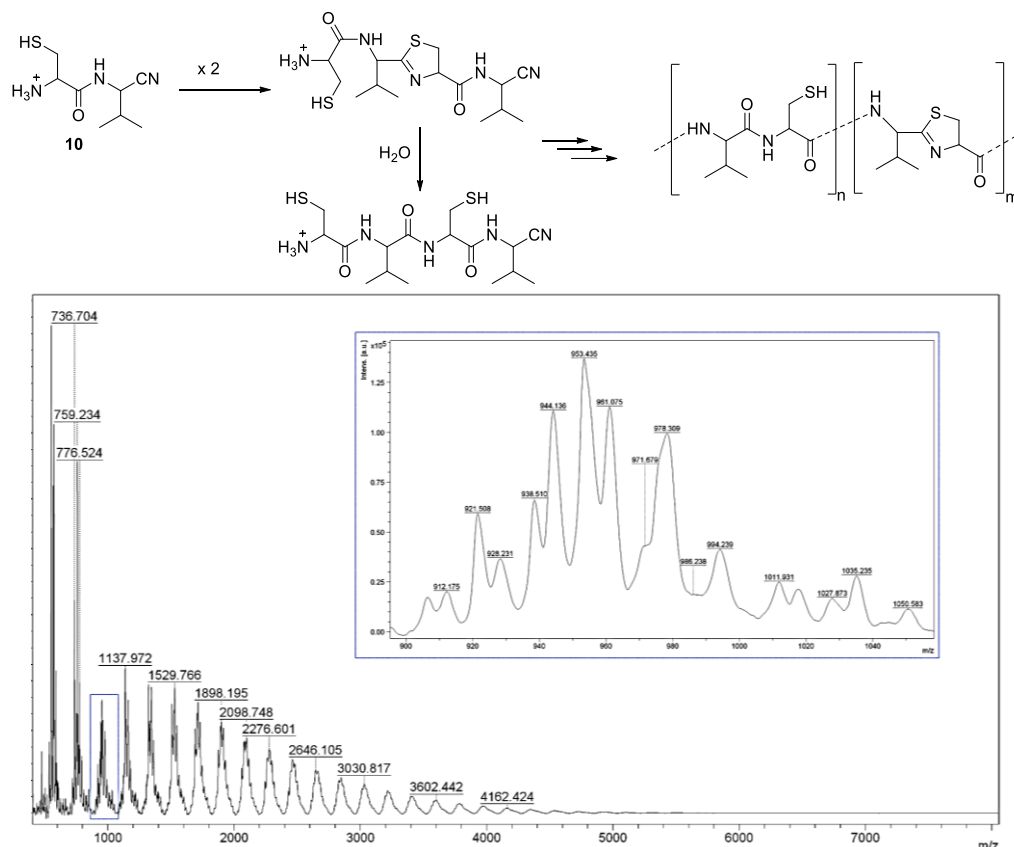 HS
H
N
CN
H3N
+
O
10
x 2
O
H
N
S
H3N
+
N
HS
O
H
N
CN
H2O
HS
H3N
+
O
H
N
O
N
H
SH
O
H
N
CN
HN
O
N
H
SH
O
n
H
N
S
N
O
m
736.704
759.234
776.524
1137.972
1529.766
1898.195
2098.748
2276.601
2646.105
3030.817
3602.442
4162.424
1000 2000 3000 4000 5000 6000 7000
m/z
Intens. [a.u.]
x10^5
1.25
1.00
0.75
0.50
0.25
0.00
912.175
921.508
928.231
938.510
944.136
953.435
961.075
971.679
978.309
986.238
994.239
1011.931
1027.873
1035.235
1050.583
900 920 940 960 980 1000 1020 1040
m/z